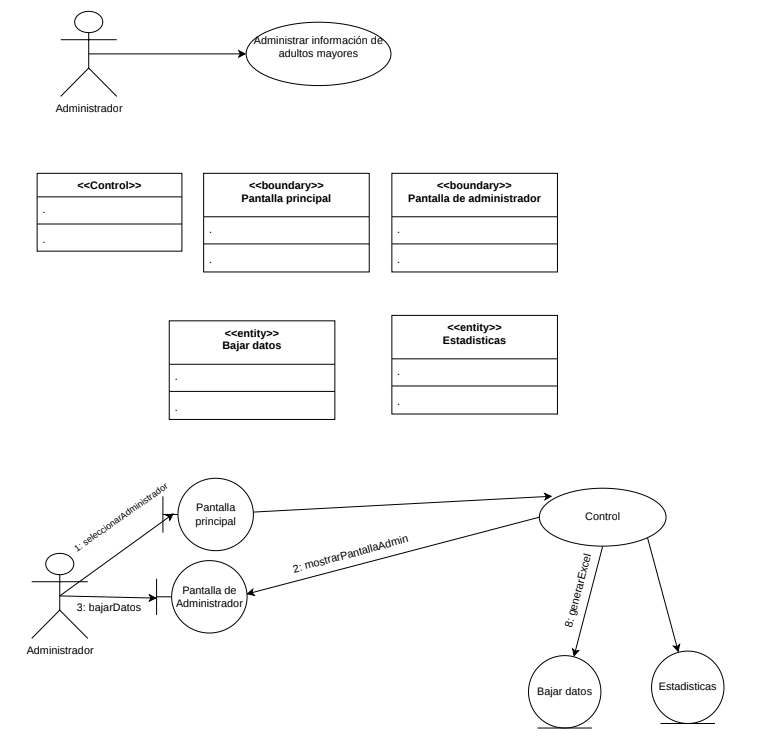 Administrar información de
adultos mayores
Administrador
<<Control>>
.
.
<<boundary>>
Pantalla principal
.
.
<<boundary>>
Pantalla de administrador
.
.
<<entity>>
Bajar datos
.
.
<<entity>>
Estadisticas
.
.
1: seleccionarAdministrador
Pantalla
principal
Control
2: mostrarPantallaAdmin
Pantalla de
Administrador
3: bajarDatos
Administrador
8: generarExcel
Bajar datos
Estadisticas